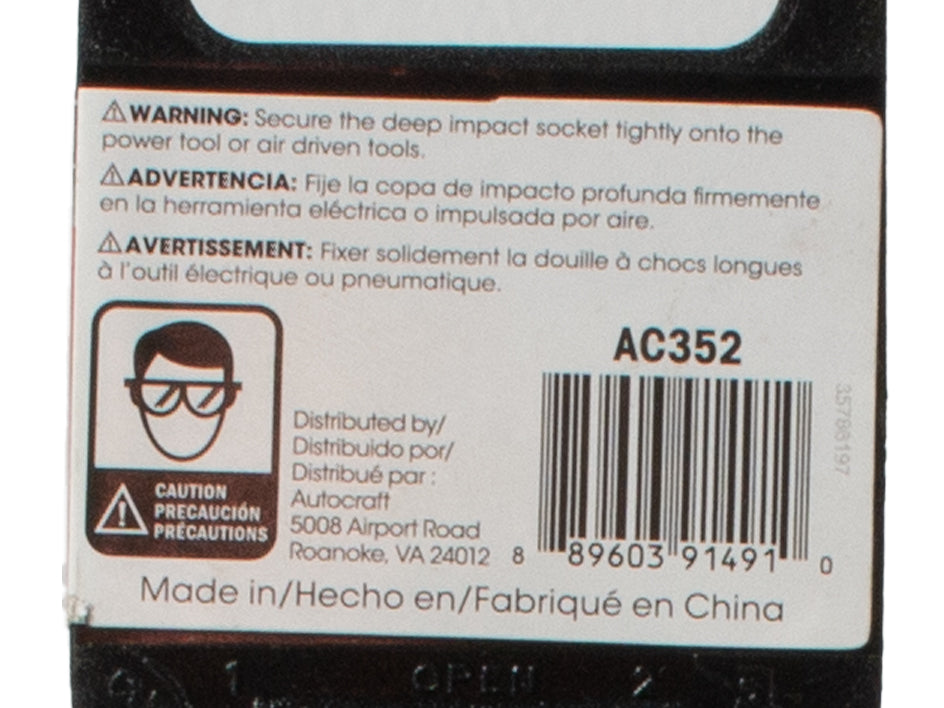 ⚠WARNING: Secure the deep impact socket tightly onto the
power tool or air driven tools.
⚠ADVERTENCIA: Fije la copa de impacto profunda firmemente
en la herramienta eléctrica o impulsada por aire.
⚠AVERTISSEMENT: Fixer solidement la douille à chocs longues
à l'outil électrique ou pneumatique.
AC352
35786197
Distributed by/
Distribuido por/
Distribué par :
Autocraft
5008 Airport Road
Roanoke, VA 24012
CAUTION
PRECAUCIÓN
PRÉCAUTIONS
8 89603 91491 0
Made in/Hecho en/Fabriqué en China
1 OPEN 2